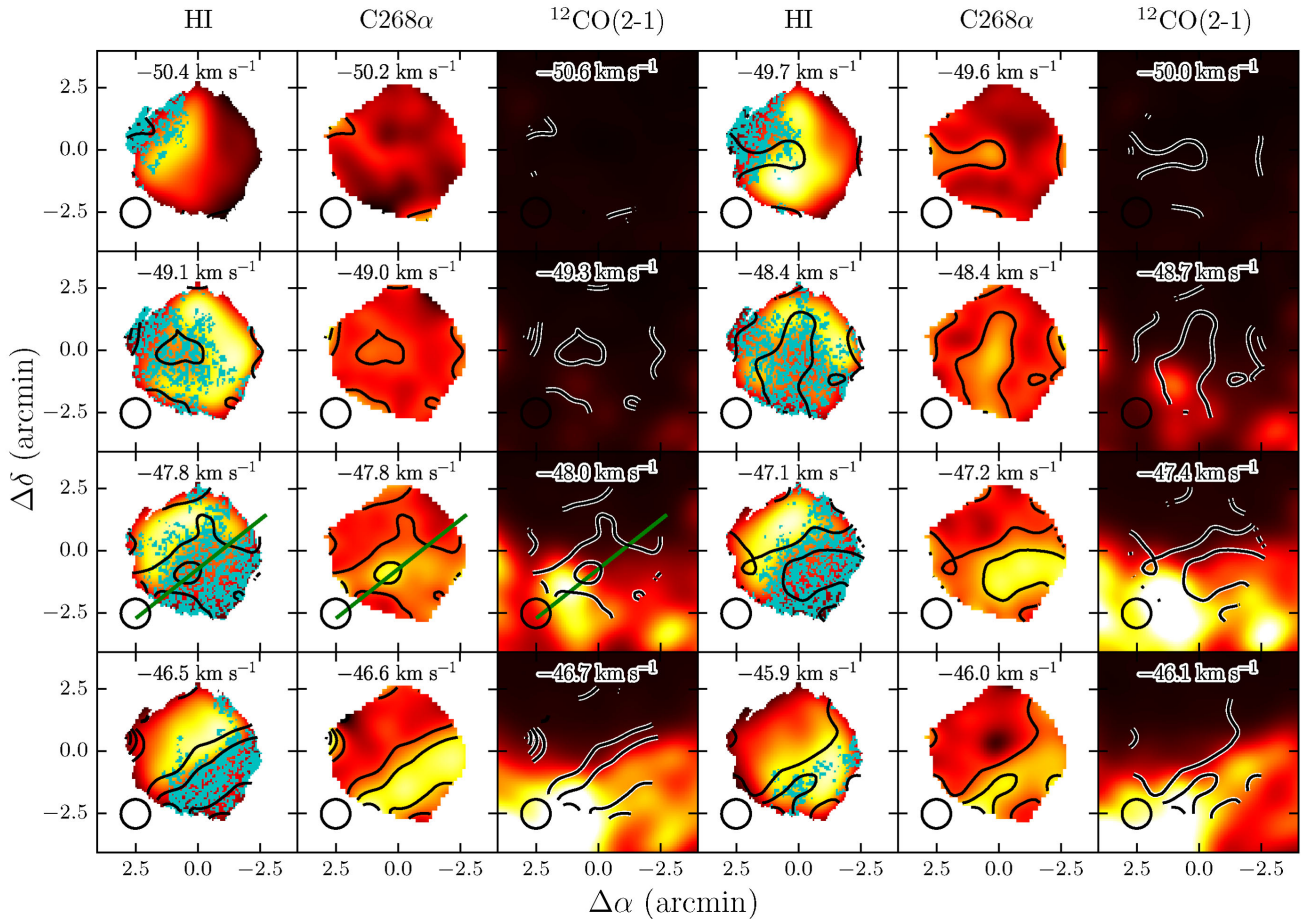 HI C268α ¹²CO(2-1) HI C268α ¹²CO(2-1)
−50.4 km s⁻¹ −50.2 km s⁻¹ −50.6 km s⁻¹ −49.7 km s⁻¹ −49.6 km s⁻¹ −50.0 km s⁻¹
2.5
0.0
−2.5
−49.1 km s⁻¹ −49.0 km s⁻¹ −49.3 km s⁻¹ −48.4 km s⁻¹ −48.4 km s⁻¹ −48.7 km s⁻¹
2.5
0.0
−2.5
Δδ (arcmin)
−47.8 km s⁻¹ −47.8 km s⁻¹ −48.0 km s⁻¹ −47.1 km s⁻¹ −47.2 km s⁻¹ −47.4 km s⁻¹
2.5
0.0
−2.5
−46.5 km s⁻¹ −46.6 km s⁻¹ −46.7 km s⁻¹ −45.9 km s⁻¹ −46.0 km s⁻¹ −46.1 km s⁻¹
2.5
0.0
−2.5
2.5 0.0 −2.5 2.5 0.0 −2.5 2.5 0.0 −2.5 2.5 0.0 −2.5 2.5 0.0 −2.5 2.5 0.0 −2.5
Δα (arcmin)